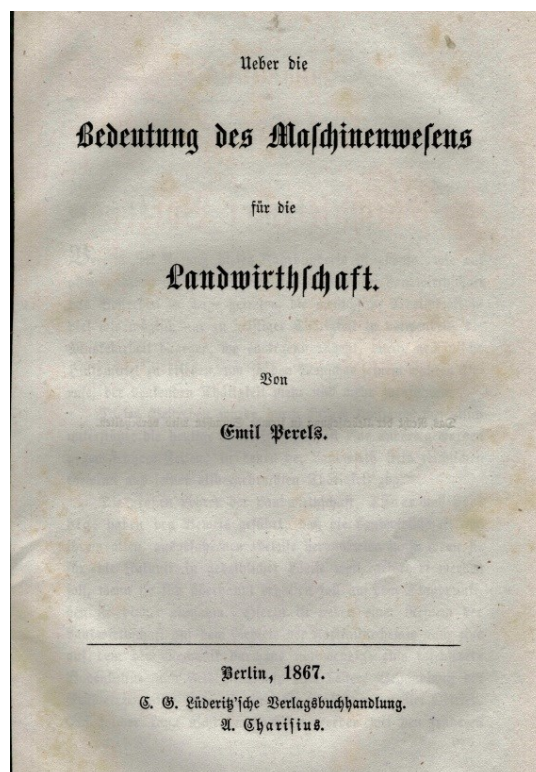 Ueber die
Bedeutung des Maſchinenweſens
für die
Landwirthſchaft.
Von
Emil Perels.
Berlin, 1867.
C. G. Lüderitz'ſche Verlagsbuchhandlung.
A. Chariſius.